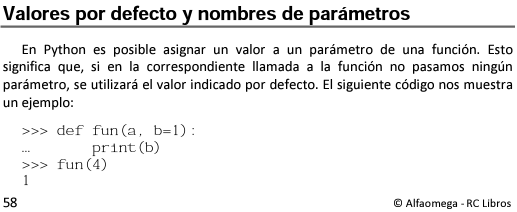 Valores por defecto y nombres de parámetros
En Python es posible asignar un valor a un parámetro de una función. Esto
significa que, si en la correspondiente llamada a la función no pasamos ningún
parámetro, se utilizará el valor indicado por defecto. El siguiente código nos muestra
un ejemplo:
>>> def fun(a, b=1):
... print(b)
>>> fun(4)
1
58 © Alfaomega - RC Libros